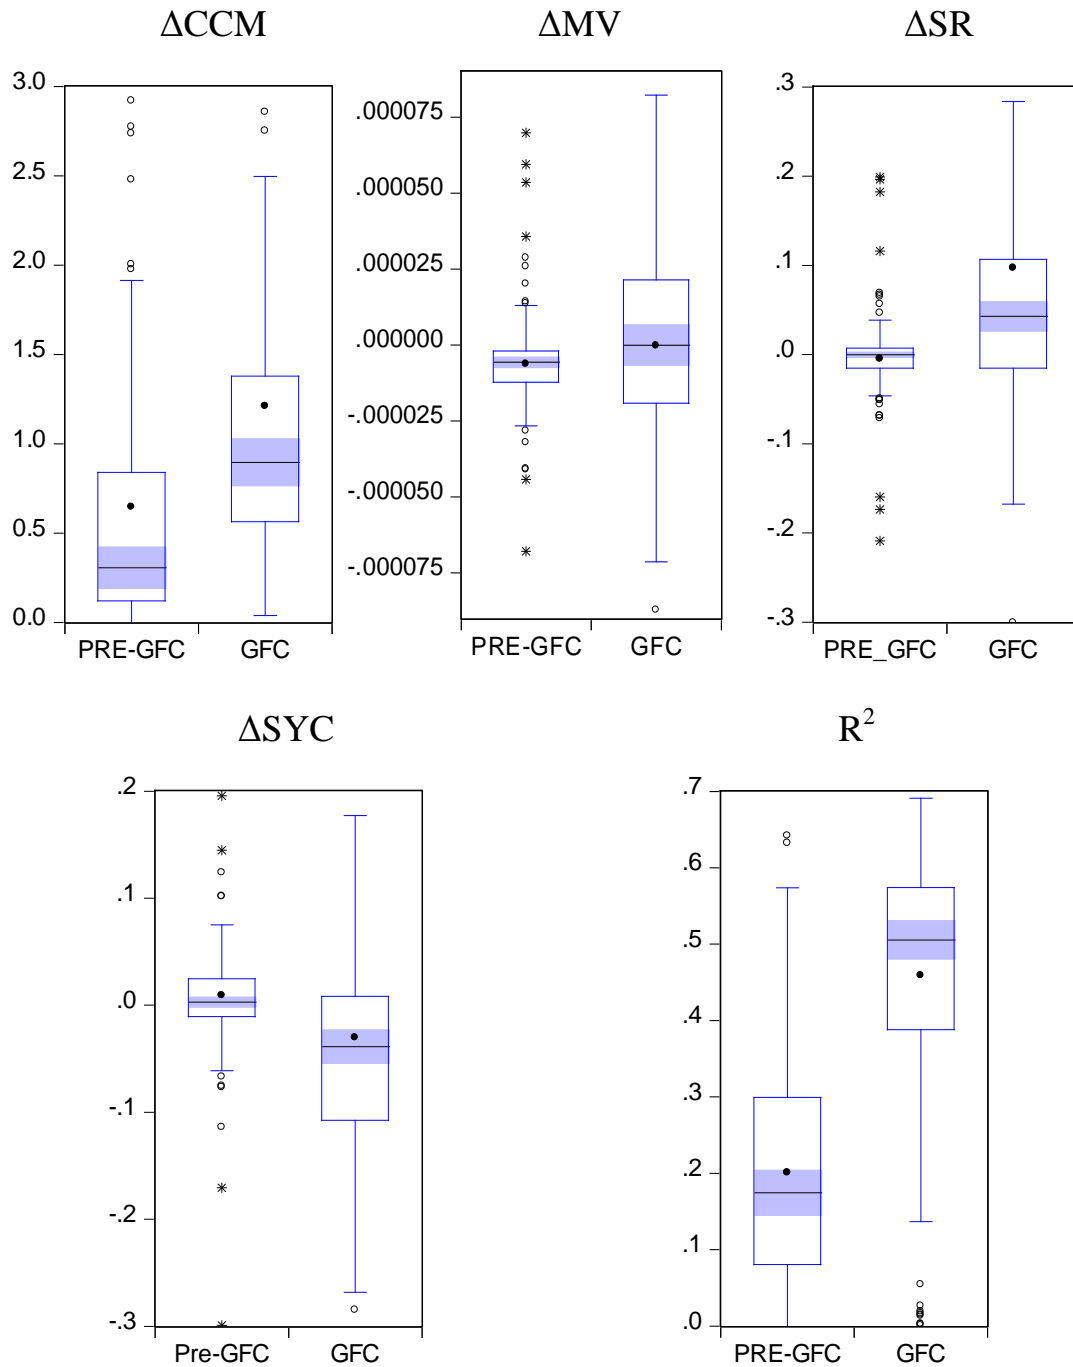 ΔCCM
ΔMV
ΔSR
3.0
2.5
2.0
1.5
1.0
0.5
0.0
PRE-GFC
GFC
.000075
.000050
.000025
.000000
-.000025
-.000050
-.000075
PRE-GFC
GFC
.3
.2
.1
.0
-.1
-.2
-.3
PRE_GFC
GFC
ΔSYC
R²
.2
.1
.0
-.1
-.2
-.3
Pre-GFC
GFC
.7
.6
.5
.4
.3
.2
.1
.0
PRE-GFC
GFC